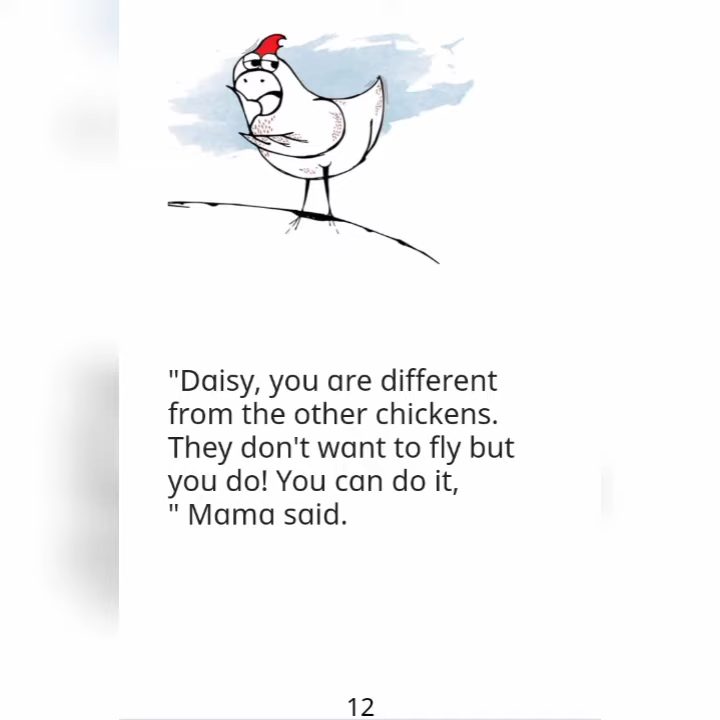 "Daisy, you are different
from the other chickens.
They don't want to fly but
you do! You can do it,
" Mama said.
12